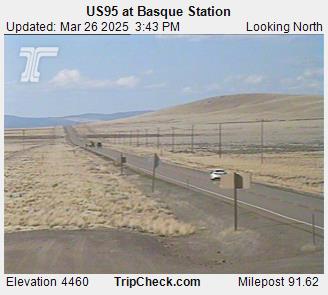 US95 at Basque Station
Updated: Mar 26 2025 3:43 PM Looking North
Elevation 4460 TripCheck.com Milepost 91.62